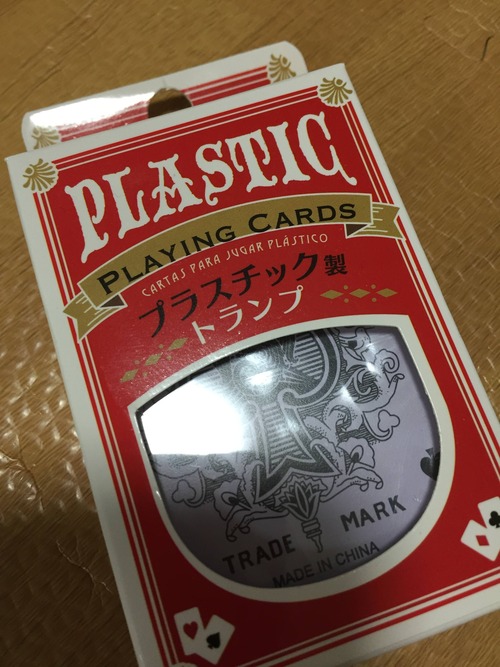 PLASTIC
PLAYING CARDS
CARTAS PARA JUGAR PLÁSTICO
プラスチック製
トランプ
TRADE MARK
MADE IN CHINA